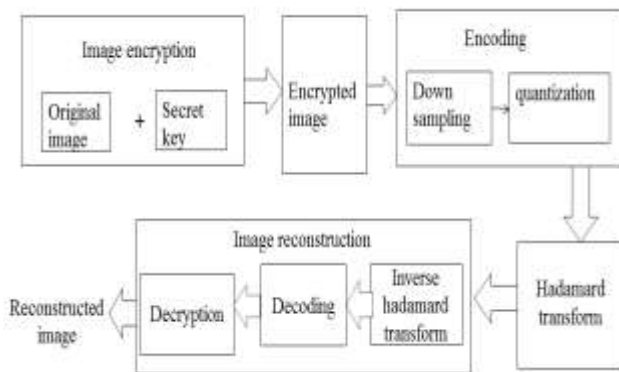 Image encryption
Original
image
+
Secret
key
Encrypted
image
Encoding
Down
sampling
quantization
Image reconstruction
Reconstructed
image
Decryption
Decoding
Inverse
hadamard
transform
Hadamard
transform